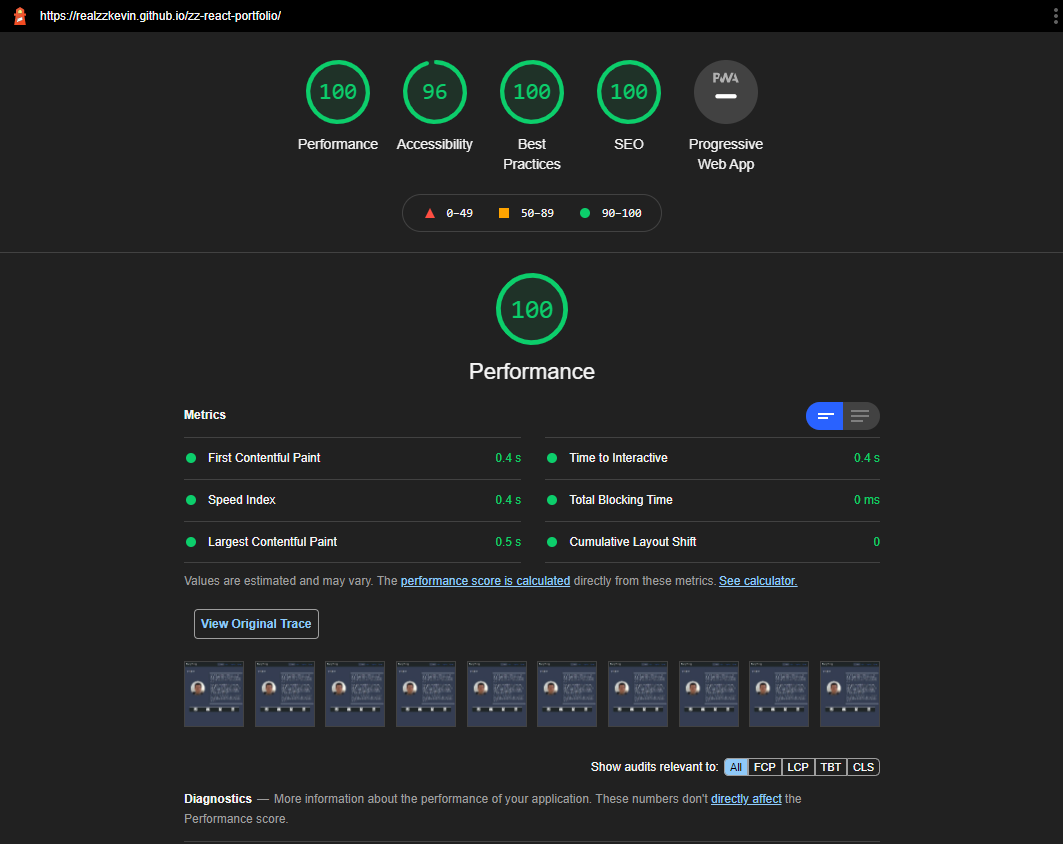 https://realzzkevin.github.io/zz-react-portfolio/
100 96 100 100 PWA
Performance Accessibility Best Practices SEO Progressive Web App
0–49 50–89 90–100
100
Performance
Metrics
First Contentful Paint 0.4 s
Time to Interactive 0.4 s
Speed Index 0.4 s
Total Blocking Time 0 ms
Largest Contentful Paint 0.5 s
Cumulative Layout Shift 0
Values are estimated and may vary. The performance score is calculated directly from these metrics. See calculator.
View Original Trace
Show audits relevant to: All FCP LCP TBT CLS
Diagnostics — More information about the performance of your application. These numbers don't directly affect the
Performance score.